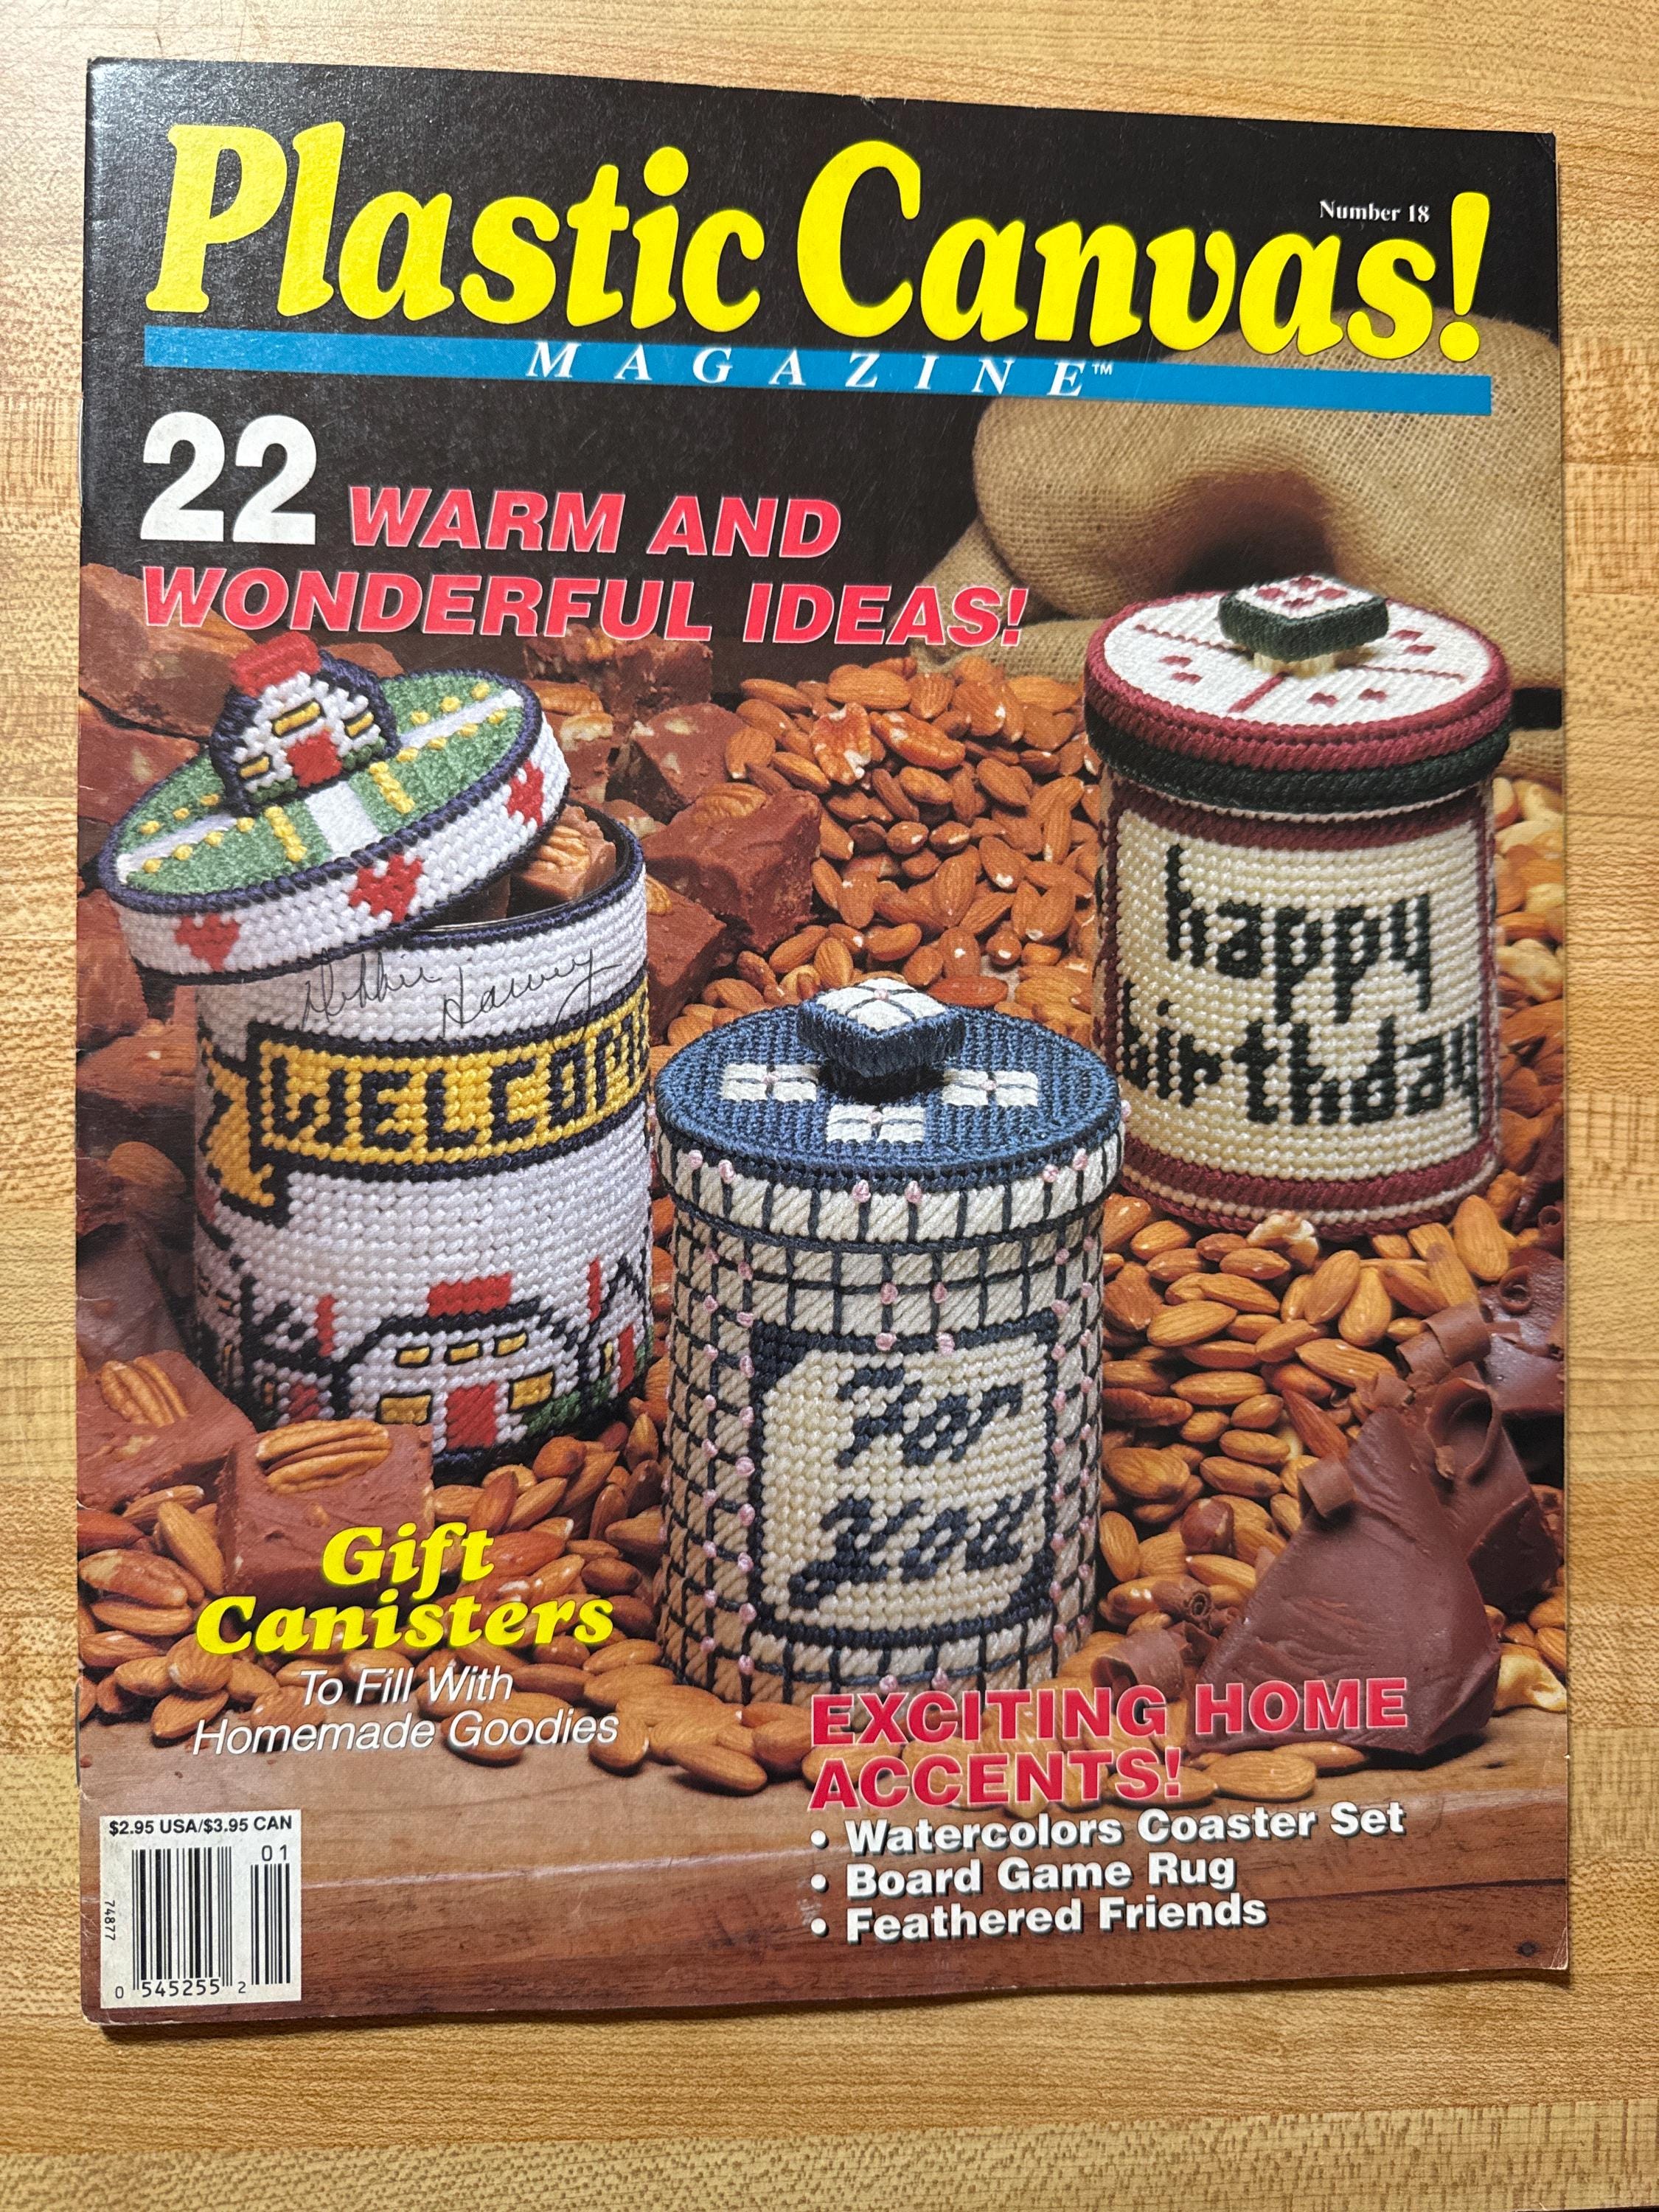 Plastic Canvas!
Number 18
MAGAZINE™
22 WARM AND
WONDERFUL IDEAS!
happy
birthday
Debbie Harvey
WELCOME
For
you
Gift
Canisters
To Fill With
Homemade Goodies
EXCITING HOME
ACCENTS!
• Watercolors Coaster Set
• Board Game Rug
• Feathered Friends
$2.95 USA/$3.95 CAN
01
74877
0 545255 2